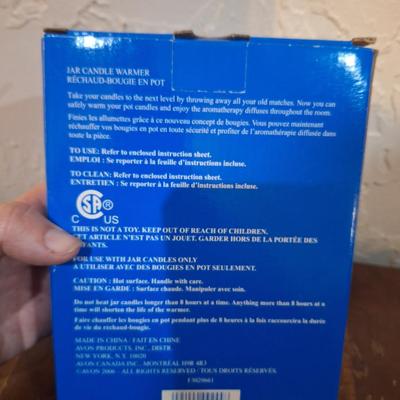 JAR CANDLE WARMER
RÉCHAUD-BOUGIE EN POT
Take your candles to the next level by throwing away all your old matches. Now you can
safely warm your pot candles and enjoy the aromatherapy diffuses throughout the room.
Finies les allumettes grâce à ce nouveau concept de bougies. Vous pouvez maintenant
réchauffer vos bougies en pot en toute sécurité et profiter de l'aromathérapie diffusée dans
toute la pièce.
TO USE: Refer to enclosed instruction sheet.
EMPLOI : Se reporter à la feuille d'instructions incluse.
TO CLEAN: Refer to enclosed instruction sheet.
ENTRETIEN : Se reporter à la feuille d'instructions incluse.
SA ®
C US
THIS IS NOT A TOY. KEEP OUT OF REACH OF CHILDREN.
CET ARTICLE N'EST PAS UN JOUET. GARDER HORS DE LA PORTÉE DES
FOR USE WITH JAR CANDLES ONLY
À UTILISER AVEC DES BOUGIES EN POT SEULEMENT.
CAUTION : Hot surface. Handle with care.
MISE EN GARDE : Surface chaude. Manipuler avec soin.
Do not heat jar candles longer than 8 hours at a time. Anything more than 8 hours at a
time will shorten the life of the warmer.
Faire chauffer les bougies en pot pendant plus de 8 heures à la fois raccourcira la durée
de vie du réchaud-bougie.
MADE IN CHINA / FAIT EN CHINE
AVON PRODUCTS, INC., DISTR.
NEW YORK, N.Y. 10020
AVON CANADA INC. MONTRÉAL H9R 4R3
©AVON 2006 - ALL RIGHTS RESERVED / TOUS DROITS RÉSERVÉS